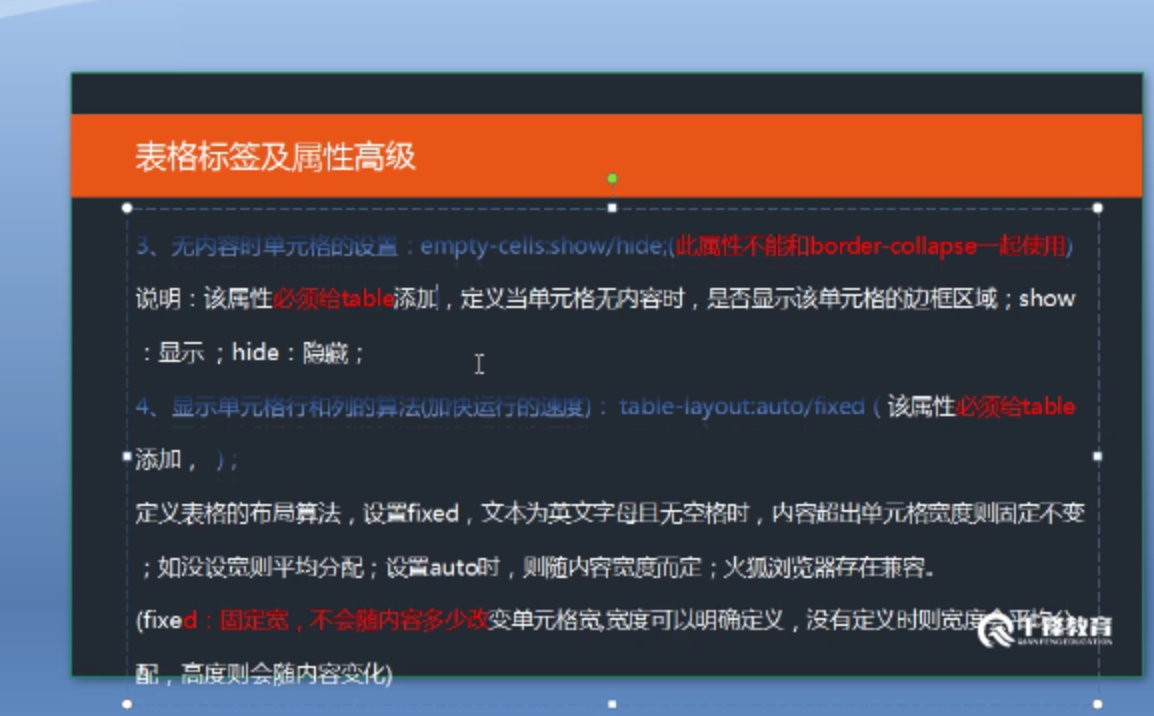 表格标签及属性高级
3、无内容时单元格的设置：empty-cells:show/hide;(此属性不能和border-collapse一起使用)
说明：该属性必须给table添加，定义当单元格无内容时，是否显示该单元格的边框区域；show
：显示 ；hide：隐藏；
4、显示单元格行和列的算法(加快运行的速度)：table-layout:auto/fixed ( 该属性必须给table
添加， )；
定义表格的布局算法，设置fixed，文本为英文字母且无空格时，内容超出单元格宽度则固定不变
；如没设宽则平均分配；设置auto时，则随内容宽度而定；火狐浏览器存在兼容。
(fixed：固定宽，不会随内容多少改变单元格宽,宽度可以明确定义，没有定义时则宽度会平均分
千锋教育
配，高度则会随内容变化)